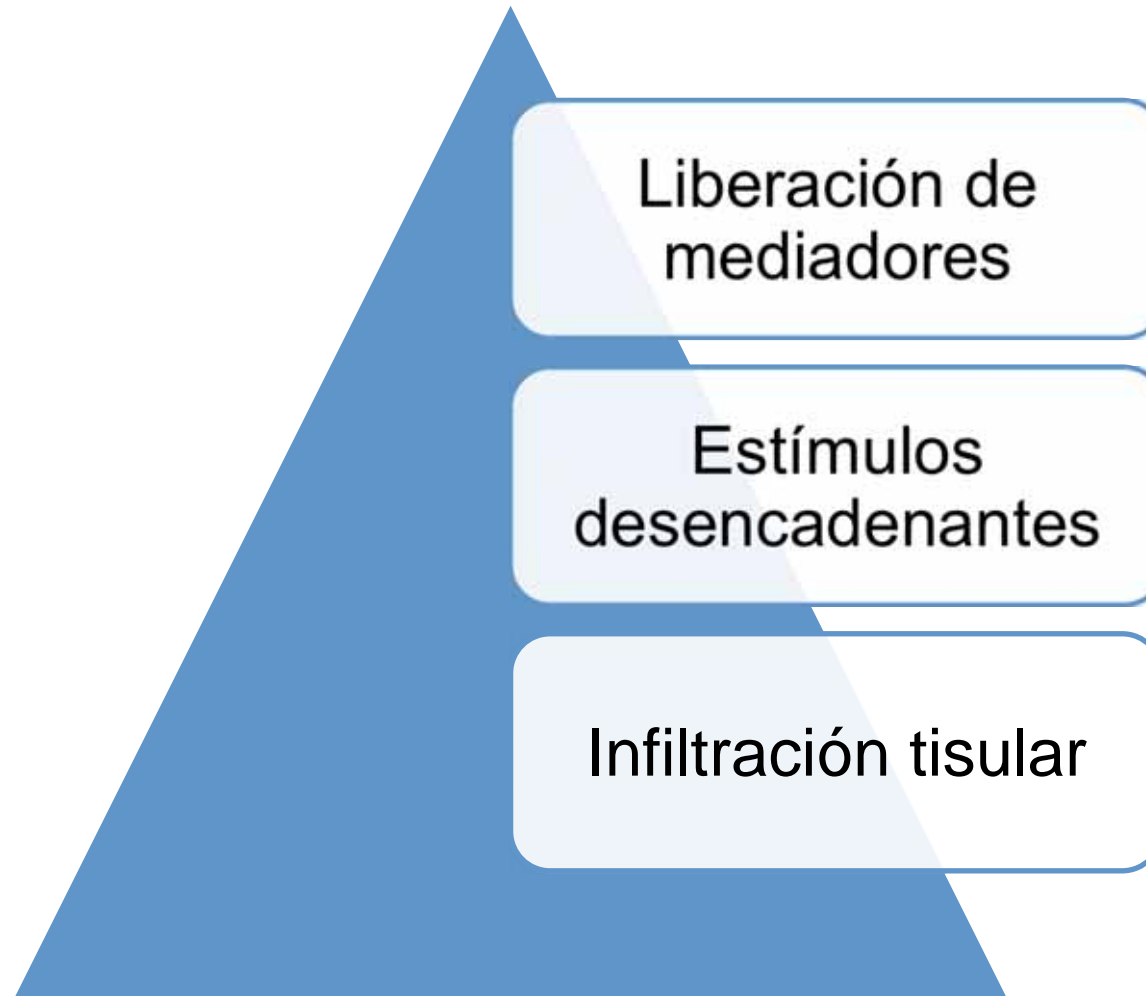 Liberación de
mediadores
Estímulos
desencadenantes
Infiltración tisular